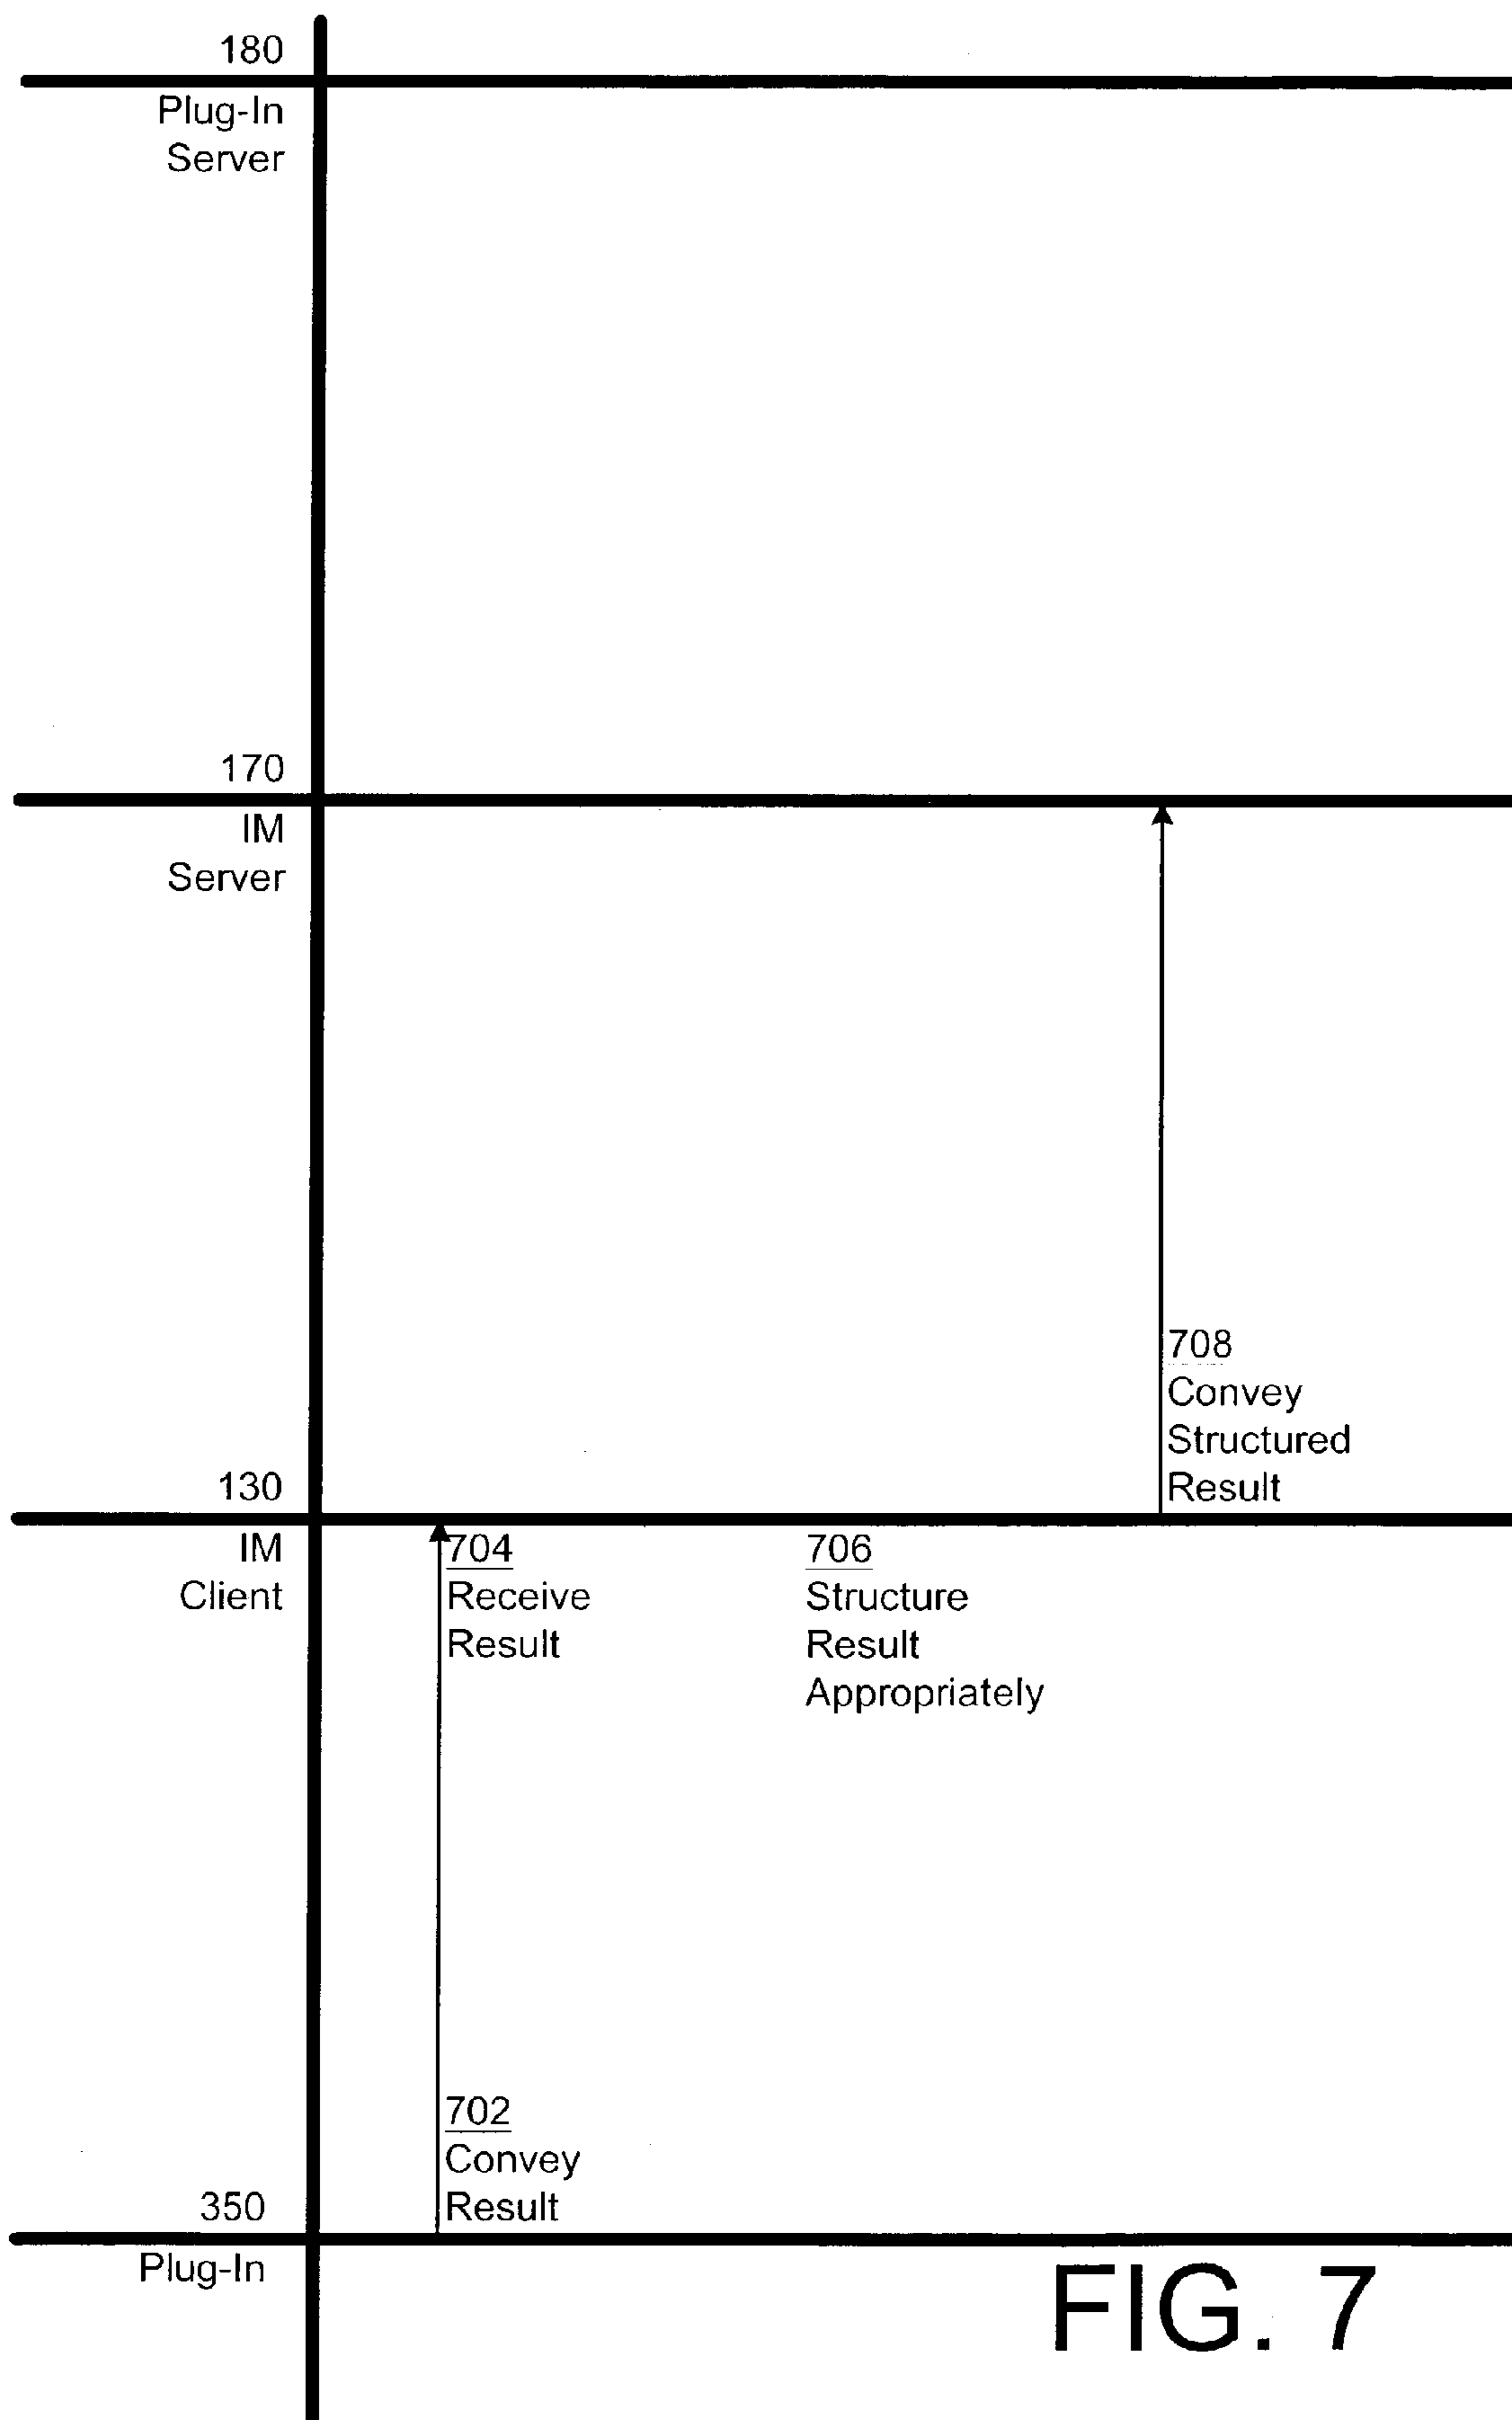 180
Plug-In
Server
170
IM
Server
708
Convey
Structured
Result
130
IM
Client
704
Receive
Result
706
Structure
Result
Appropriately
702
Convey
Result
350
Plug-In
FIG. 7